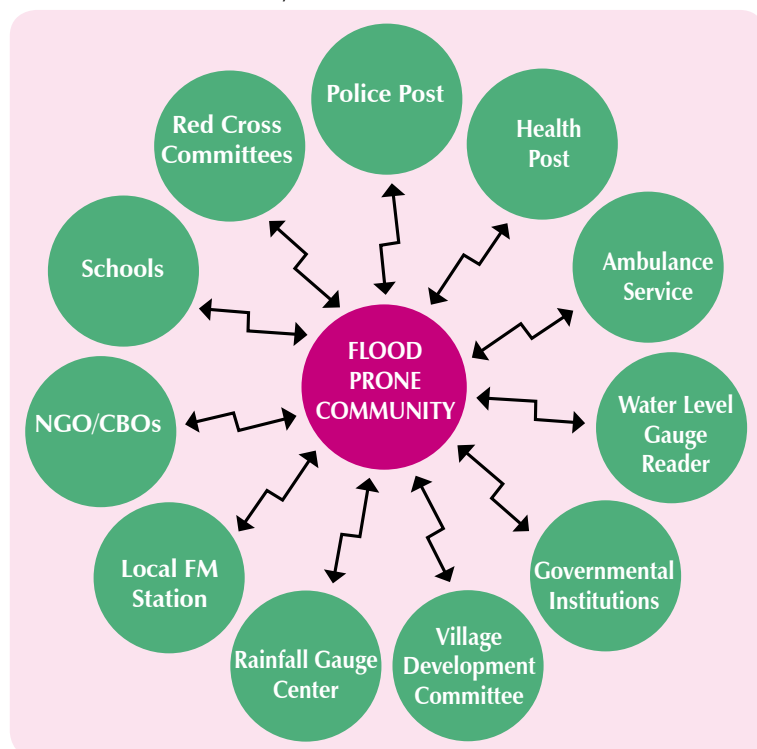 Police Post
Health
Post
Ambulance
Service
Water Level
Gauge
Reader
Governmental
Institutions
Village
Development
Committee
Rainfall Gauge
Center
Local FM
Station
NGO/CBOs
Schools
Red Cross
Committees
FLOOD
PRONE
COMMUNITY